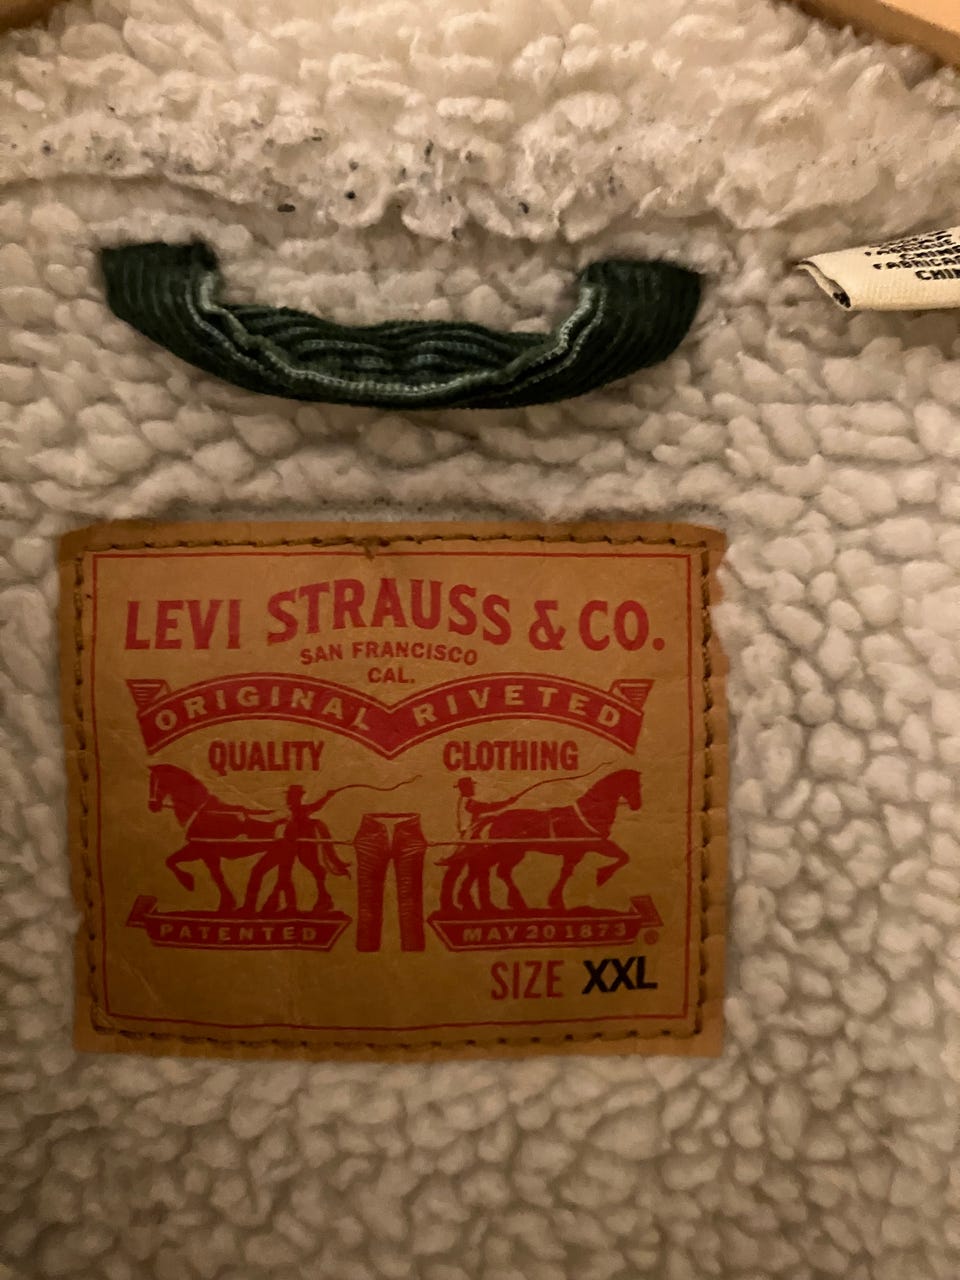 LEVI STRAUSS & CO.
SAN FRANCISCO
CAL.
ORIGINAL RIVETED
QUALITY CLOTHING
PATENTED MAY 20 1873
SIZE XXL